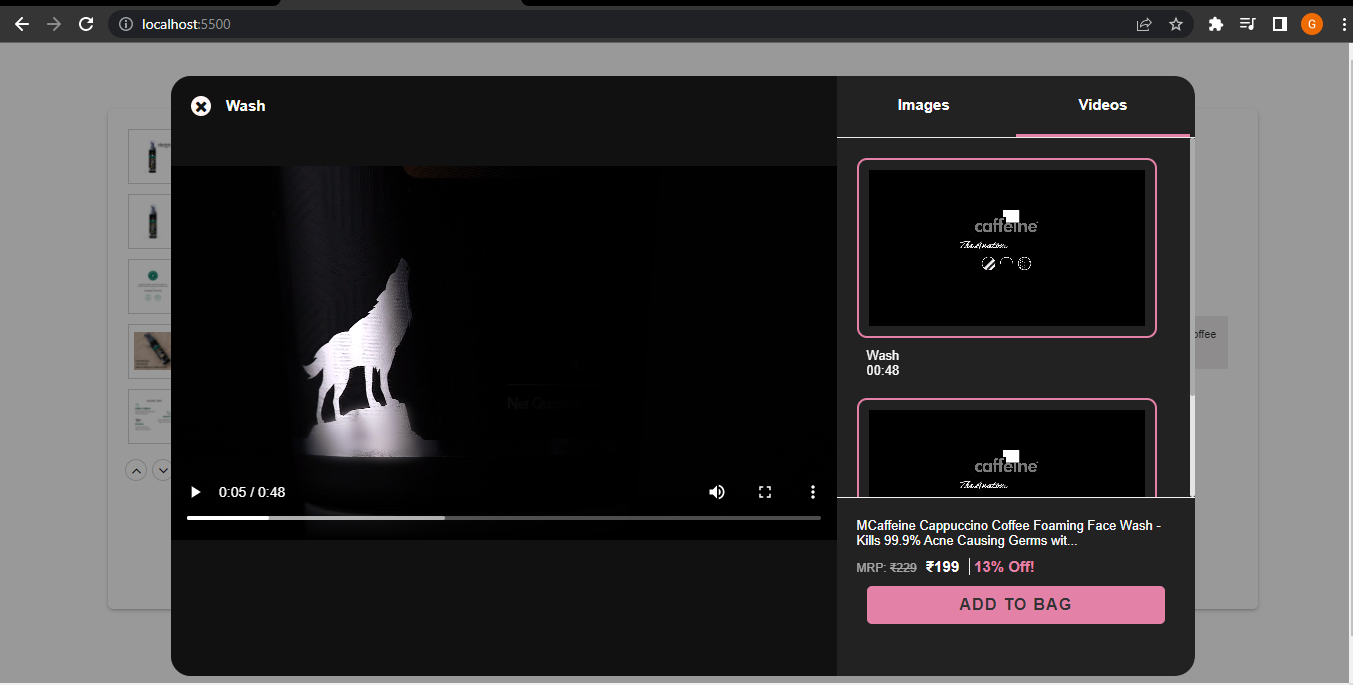 localhost:5500
G
Wash
Images
Videos
0:05 / 0:48
caffeine
Wash
00:48
caffeine
offee
MCaffeine Cappuccino Coffee Foaming Face Wash -
Kills 99.9% Acne Causing Germs wit...
MRP: ₹229 ₹199 13% Off!
ADD TO BAG